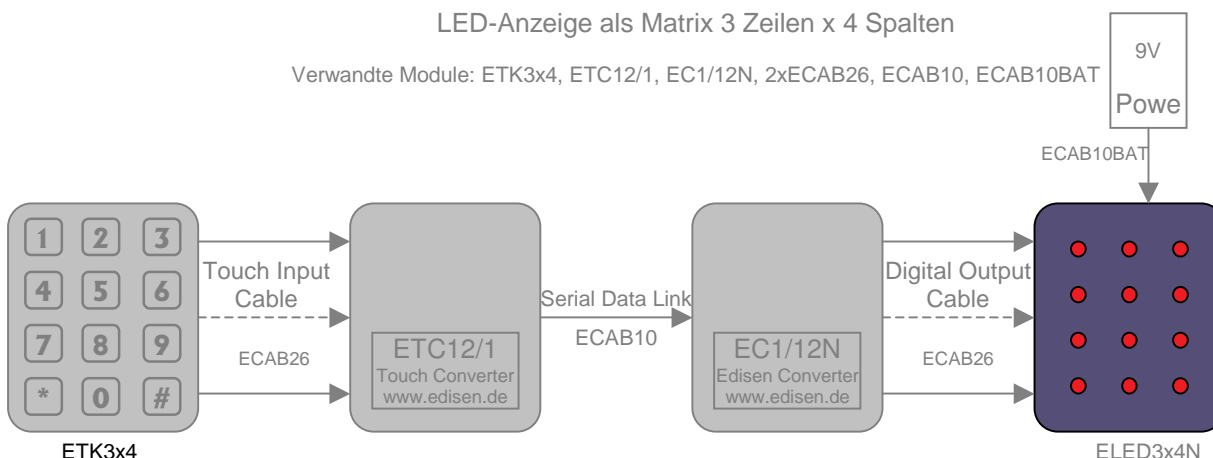 LED-Anzeige als Matrix 3 Zeilen x 4 Spalten
Verwandte Module: ETK3x4, ETC12/1, EC1/12N, 2xECAB26, ECAB10, ECAB10BAT
9V
Powe
ECAB10BAT
1 2 3
4 5 6
7 8 9
* 0 #
ETK3x4
Touch Input
Cable
ECAB26
ETC12/1
Touch Converter
www.edisen.de
Serial Data Link
ECAB10
EC1/12N
Edisen Converter
www.edisen.de
Digital Output
Cable
ECAB26
ELED3x4N